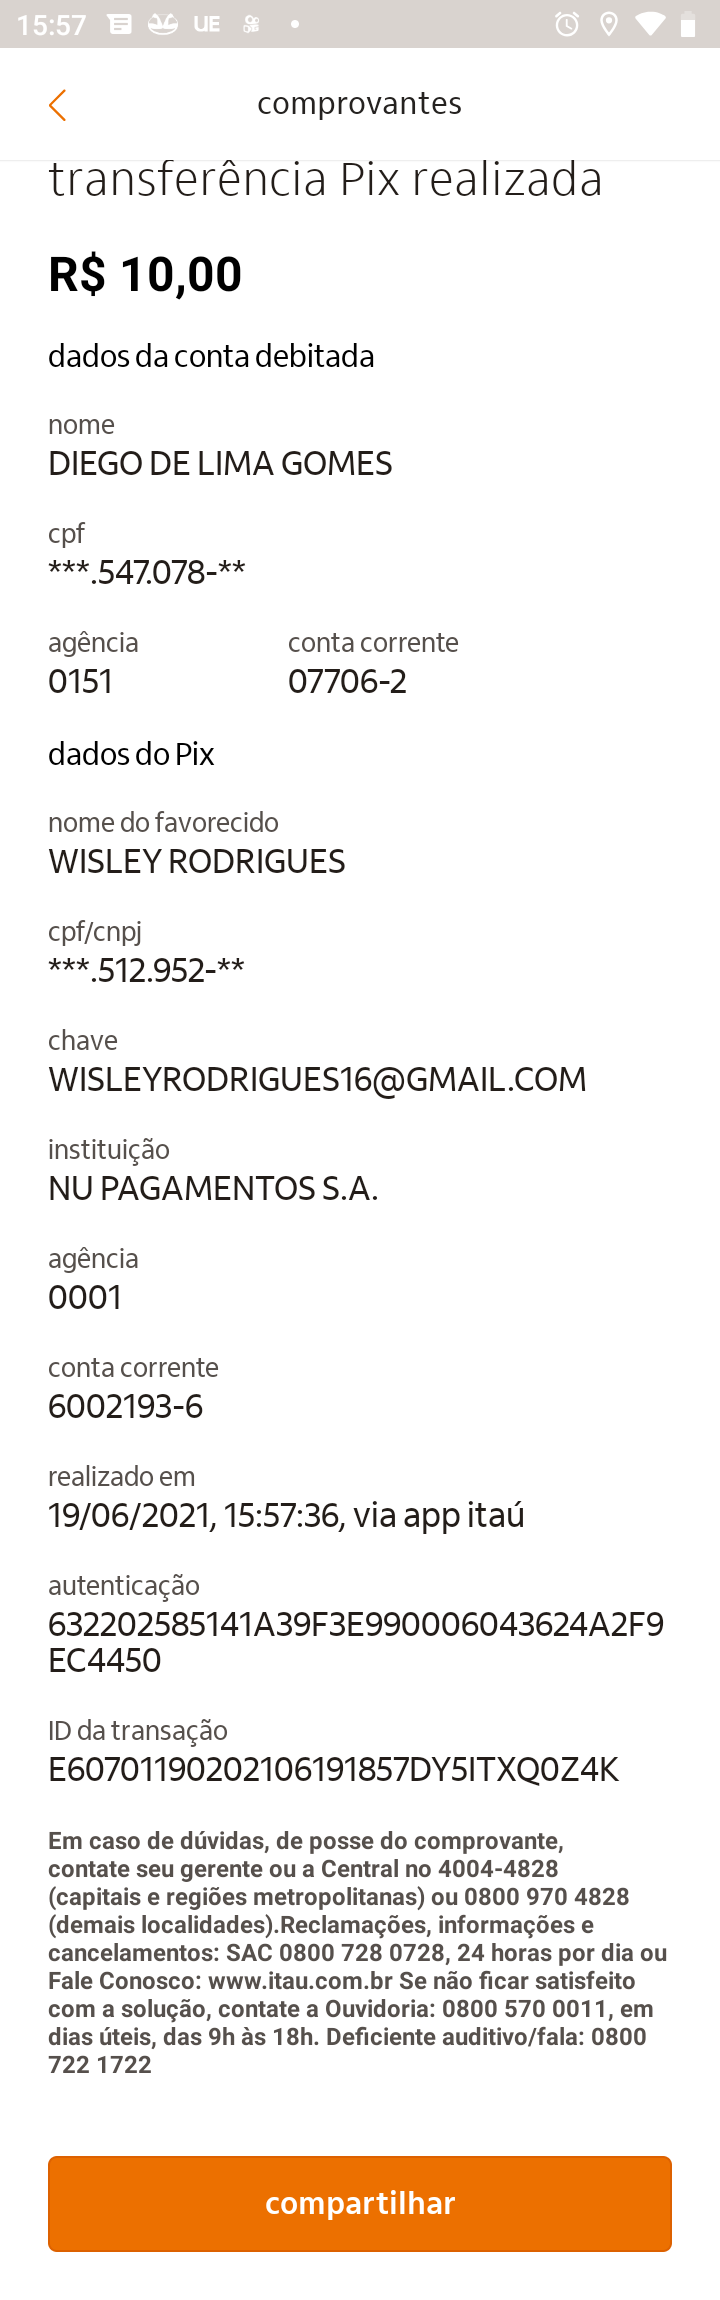 15:57 UE
comprovantes
transferência Pix realizada
R$ 10,00
dados da conta debitada
nome
DIEGO DE LIMA GOMES
cpf
***.547.078-**
agência conta corrente
0151 07706-2
dados do Pix
nome do favorecido
WISLEY RODRIGUES
cpf/cnpj
***.512.952-**
chave
WISLEYRODRIGUES16@GMAIL.COM
instituição
NU PAGAMENTOS S.A.
agência
0001
conta corrente
6002193-6
realizado em
19/06/2021, 15:57:36, via app itaú
autenticação
632202585141A39F3E990006043624A2F9
EC4450
ID da transação
E60701190202106191857DY5ITXQ0Z4K
Em caso de dúvidas, de posse do comprovante,
contate seu gerente ou a Central no 4004-4828
(capitais e regiões metropolitanas) ou 0800 970 4828
(demais localidades).Reclamações, informações e
cancelamentos: SAC 0800 728 0728, 24 horas por dia ou
Fale Conosco: www.itau.com.br Se não ficar satisfeito
com a solução, contate a Ouvidoria: 0800 570 0011, em
dias úteis, das 9h às 18h. Deficiente auditivo/fala: 0800
722 1722
compartilhar